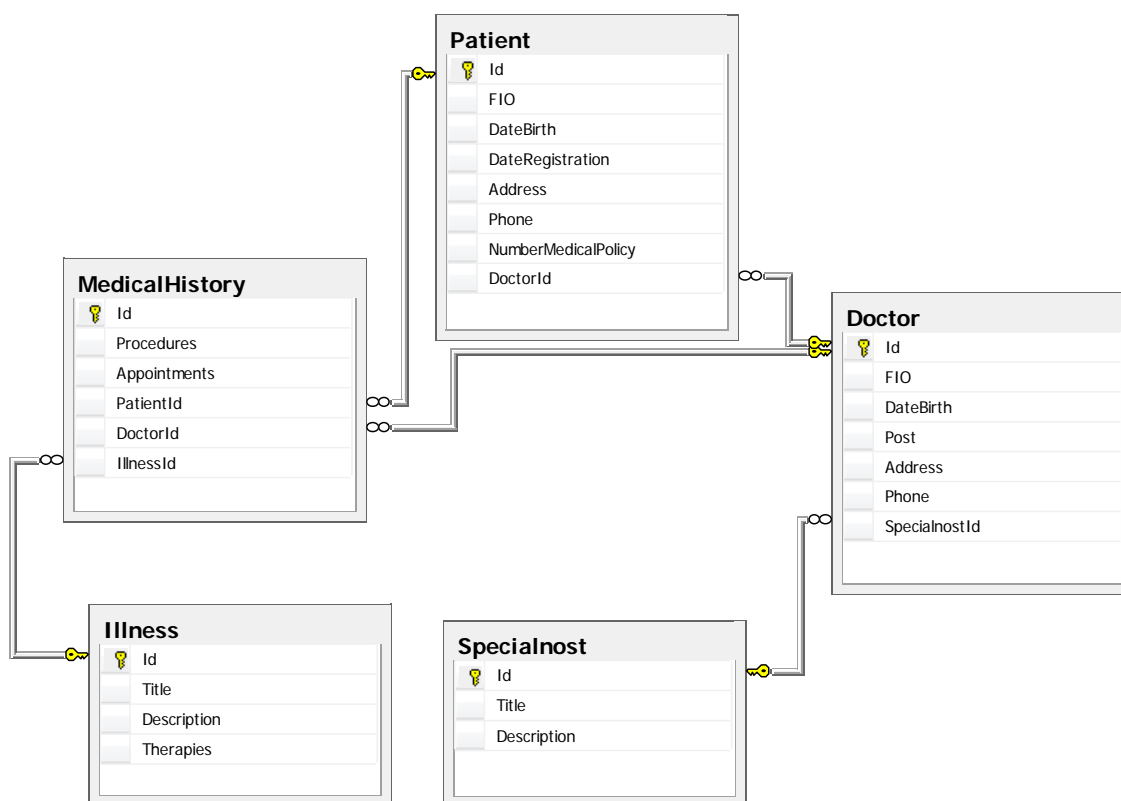 Patient
Id
FIO
DateBirth
DateRegistration
Address
Phone
NumberMedicalPolicy
DoctorId
MedicalHistory
Id
Procedures
Appointments
PatientId
DoctorId
IllnessId
Doctor
Id
FIO
DateBirth
Post
Address
Phone
SpecialnostId
Illness
Id
Title
Description
Therapies
Specialnost
Id
Title
Description